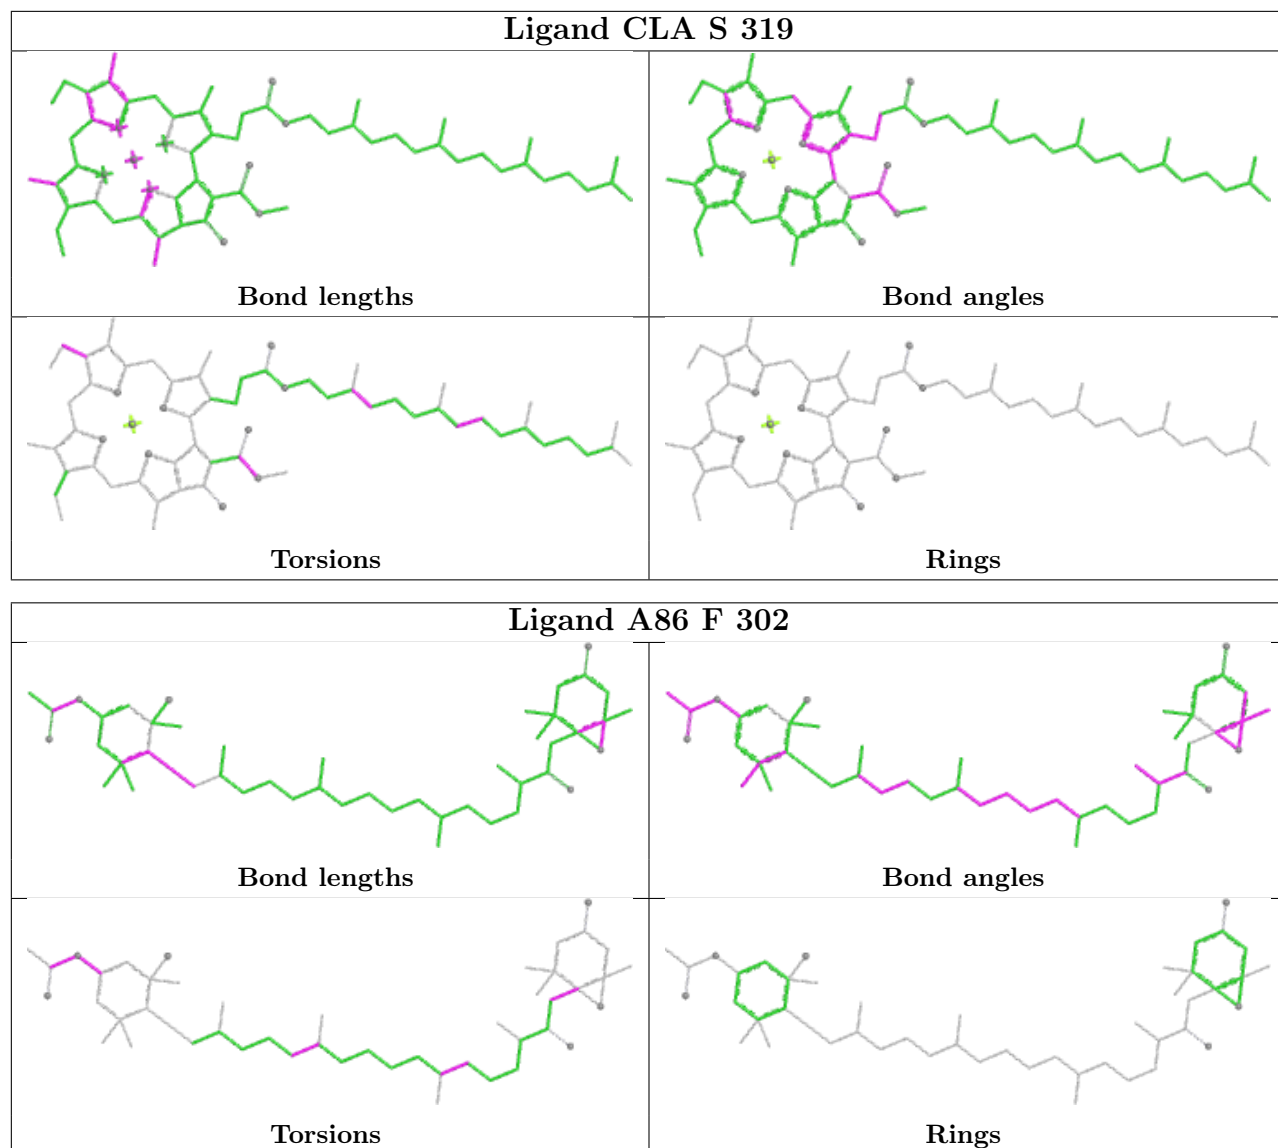 Ligand CLA S 319
Bond lengths
Bond angles
Torsions
Rings
Ligand A86 F 302
Bond lengths
Bond angles
Torsions
Rings